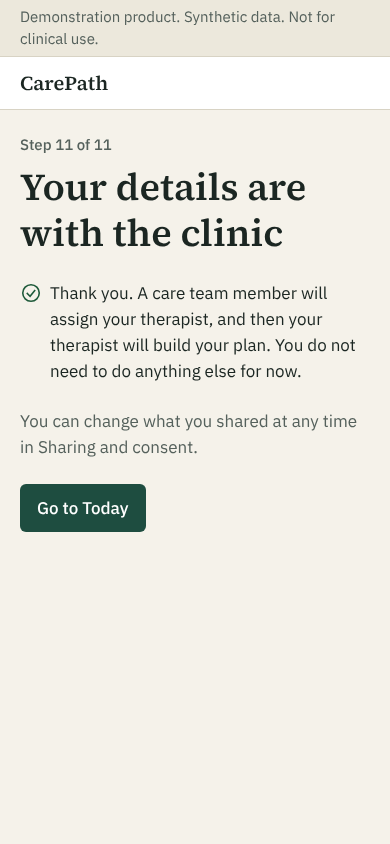 Demonstration product. Synthetic data. Not for
clinical use.
CarePath
Step 11 of 11
Your details are
with the clinic
Thank you. A care team member will
assign your therapist, and then your
therapist will build your plan. You do not
need to do anything else for now.
You can change what you shared at any time
in Sharing and consent.
Go to Today